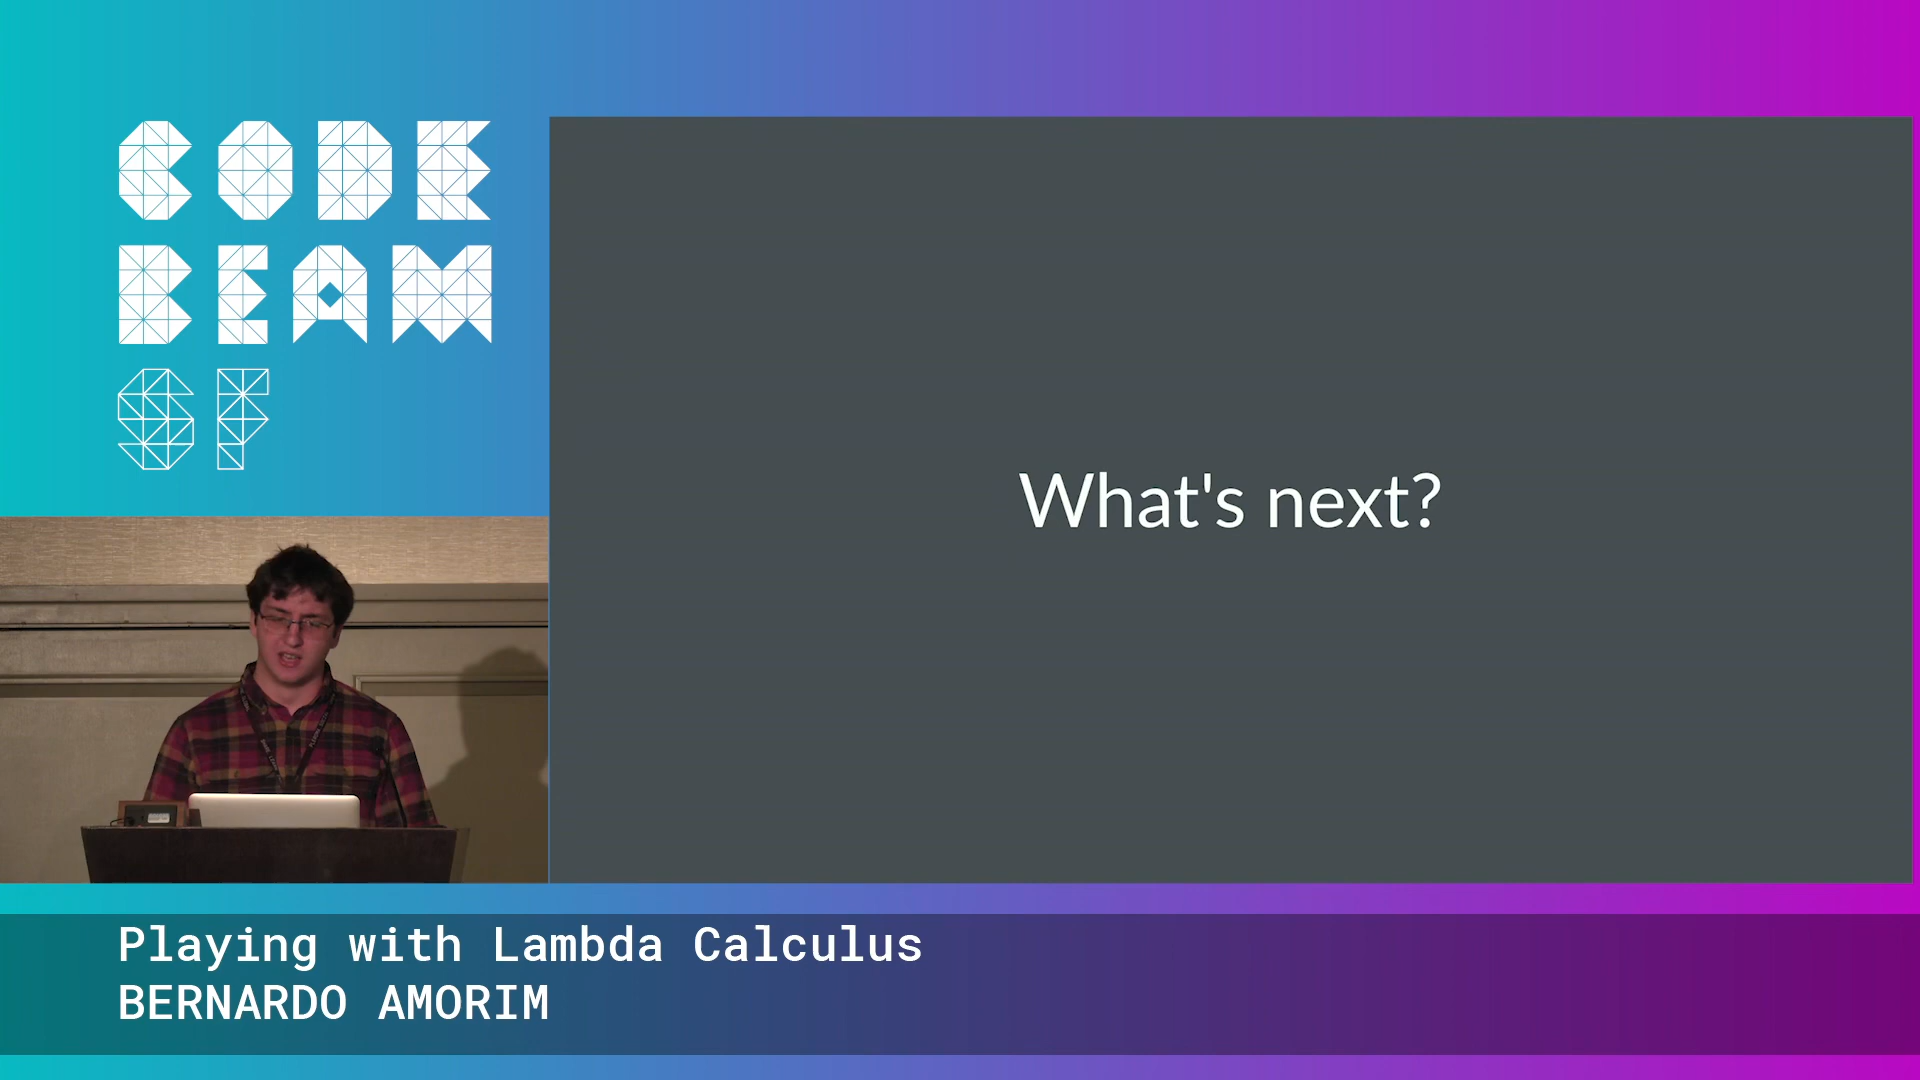 CODE
BEAM
SF
What's next?
Playing with Lambda Calculus
BERNARDO AMORIM